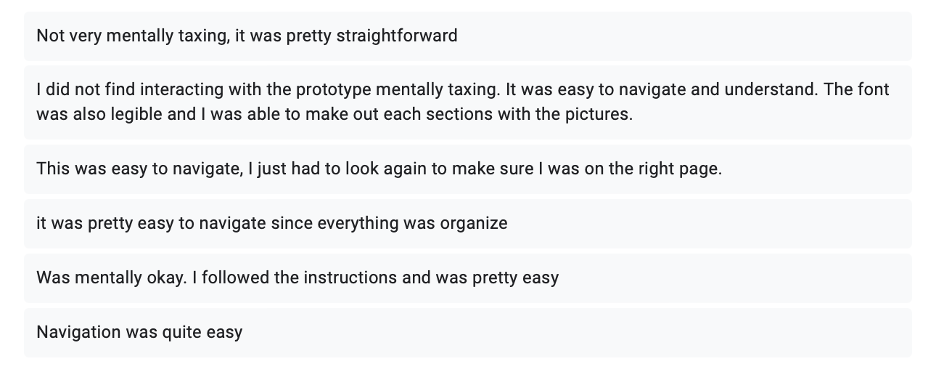 Not very mentally taxing, it was pretty straightforward
I did not find interacting with the prototype mentally taxing. It was easy to navigate and understand. The font
was also legible and I was able to make out each sections with the pictures.
This was easy to navigate, I just had to look again to make sure I was on the right page.
it was pretty easy to navigate since everything was organize
Was mentally okay. I followed the instructions and was pretty easy
Navigation was quite easy